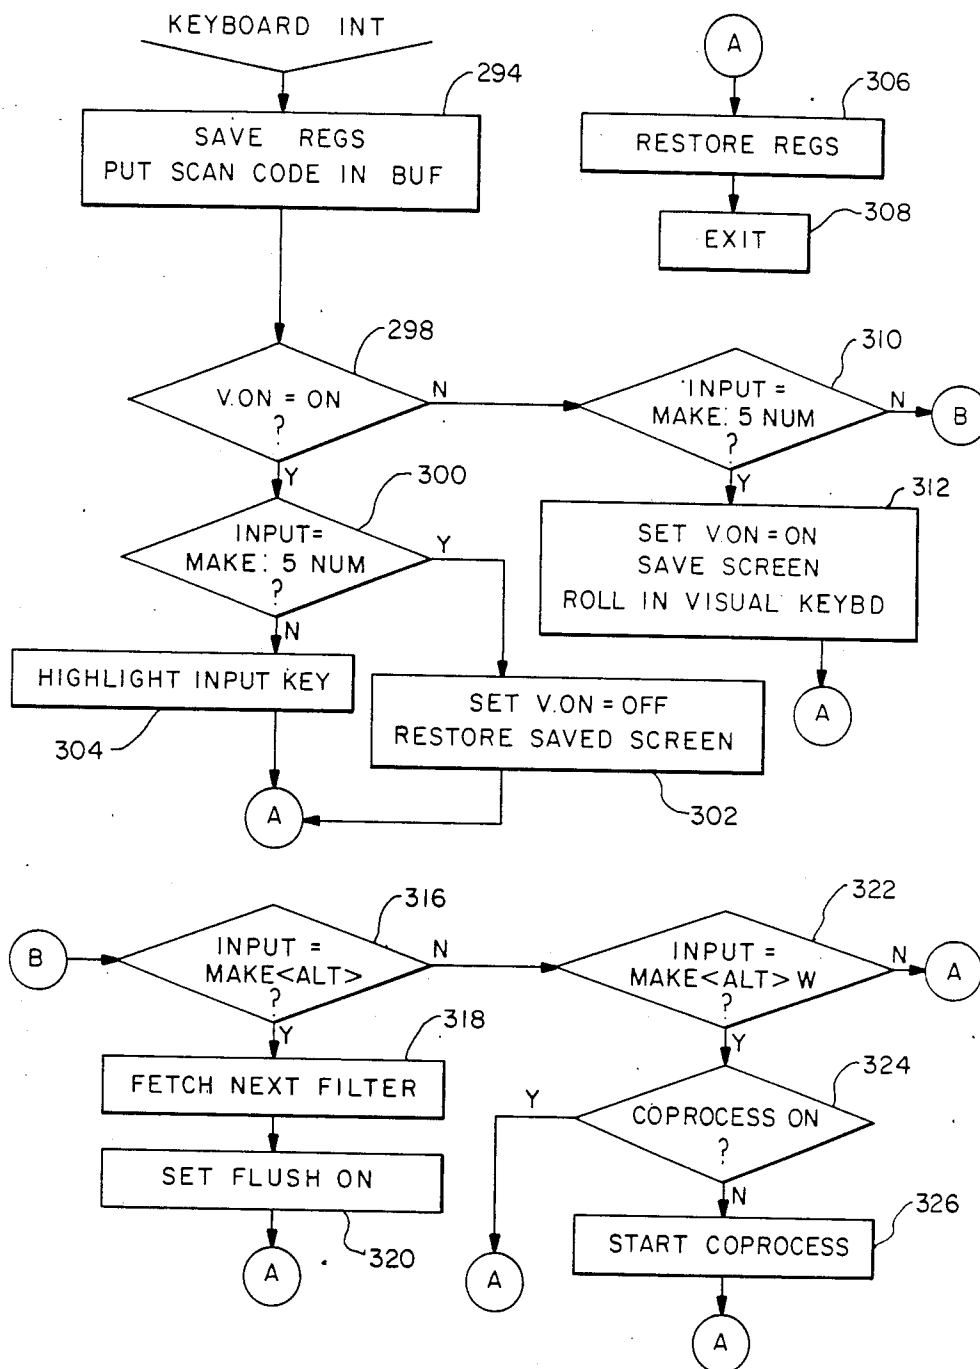 KEYBOARD INT
294
SAVE REGS
PUT SCAN CODE IN BUF
A
306
RESTORE REGS
308
EXIT
298
V.ON = ON
?
N
Y
310
INPUT =
MAKE: 5 NUM
?
N
B
Y
300
INPUT=
MAKE: 5 NUM
?
Y
N
312
SET V.ON = ON
SAVE SCREEN
ROLL IN VISUAL KEYBD
A
HIGHLIGHT INPUT KEY
304
SET V.ON = OFF
RESTORE SAVED SCREEN
302
A
B
316
INPUT =
MAKE<ALT>
?
N
Y
322
INPUT =
MAKE<ALT> W
?
N
A
Y
318
FETCH NEXT FILTER
SET FLUSH ON
320
A
324
COPROCESS ON
?
Y
N
A
326
START COPROCESS
A